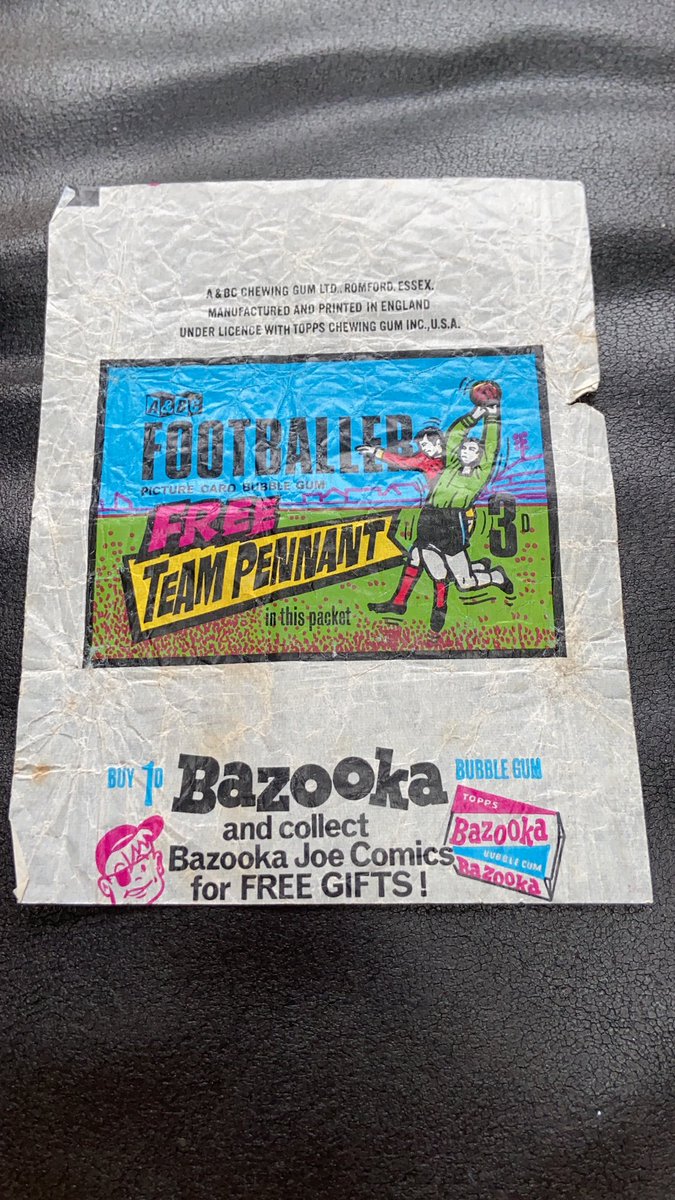 A & BC CHEWING GUM LTD., ROMFORD, ESSEX.
MANUFACTURED AND PRINTED IN ENGLAND
UNDER LICENCE WITH TOPPS CHEWING GUM INC., U.S.A.
A&BC
FOOTBALLER
PICTURE CARD BUBBLE GUM
FREE
TEAM PENNANT
in this packet
3D.
BUY 1D Bazooka BUBBLE GUM
and collect
Bazooka Joe Comics
for FREE GIFTS!
TOPPS
Bazooka
BUBBLE GUM
Bazooka